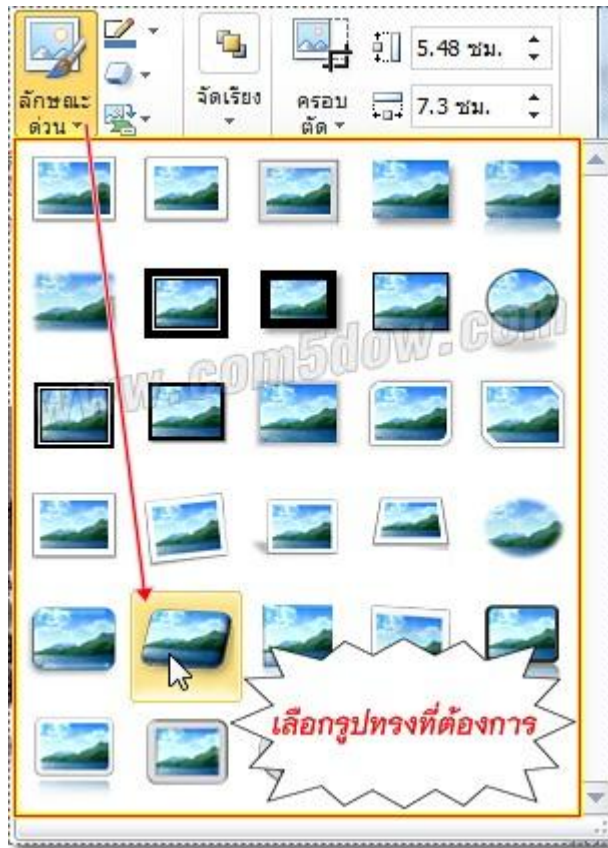 5.48 ซม.
ลักษณะ
ด่วน
จัดเรียง
ครอบ
ตัด
7.3 ซม.
www.com5dow.com
เลือกรูปทรงที่ต้องการ